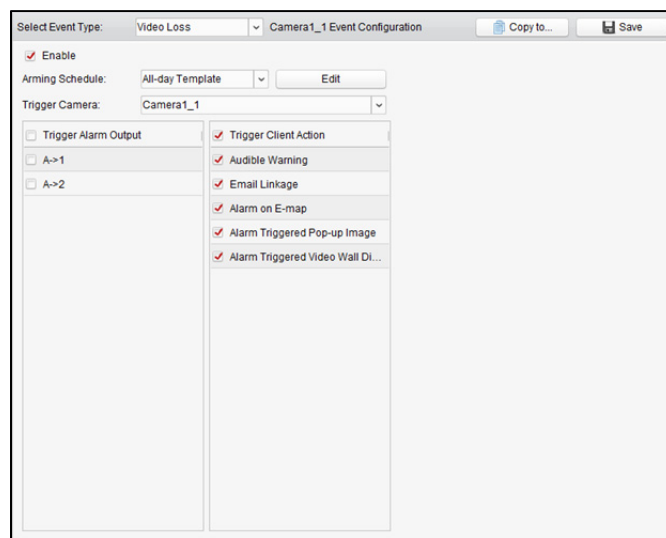 Select Event Type: Video Loss Camera1_1 Event Configuration Copy to... Save
Enable
Arming Schedule: All-day Template Edit
Trigger Camera: Camera1_1
Trigger Alarm Output Trigger Client Action
A->1 Audible Warning
A->2 Email Linkage
Alarm on E-map
Alarm Triggered Pop-up Image
Alarm Triggered Video Wall Di...